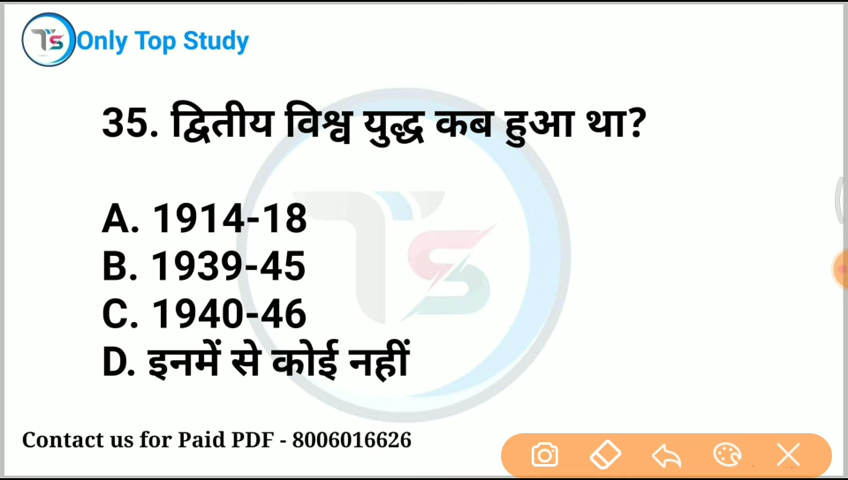 TS Only Top Study
35. द्वितीय विश्व युद्ध कब हुआ था?
A. 1914-18
B. 1939-45
C. 1940-46
D. इनमें से कोई नहीं
Contact us for Paid PDF - 8006016626